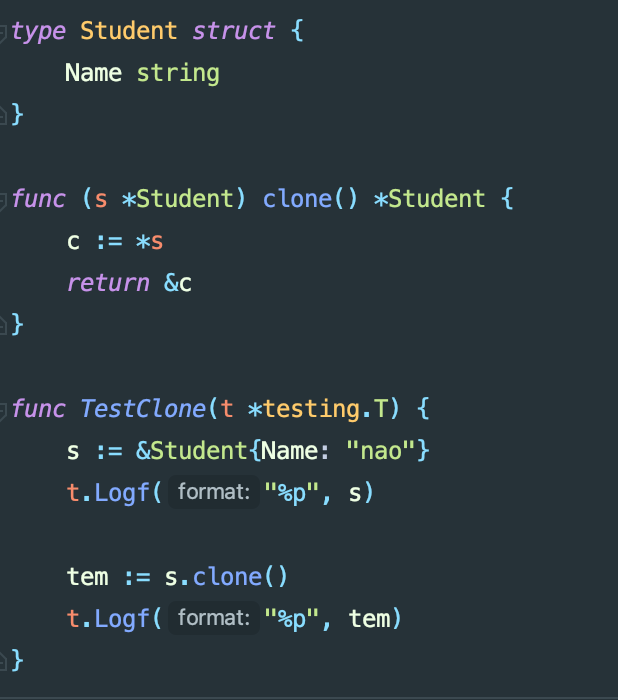 type Student struct {
    Name string
}

func (s *Student) clone() *Student {
    c := *s
    return &c
}

func TestClone(t *testing.T) {
    s := &Student{Name: "nao"}
    t.Logf( format: "%p", s)

    tem := s.clone()
    t.Logf( format: "%p", tem)
}